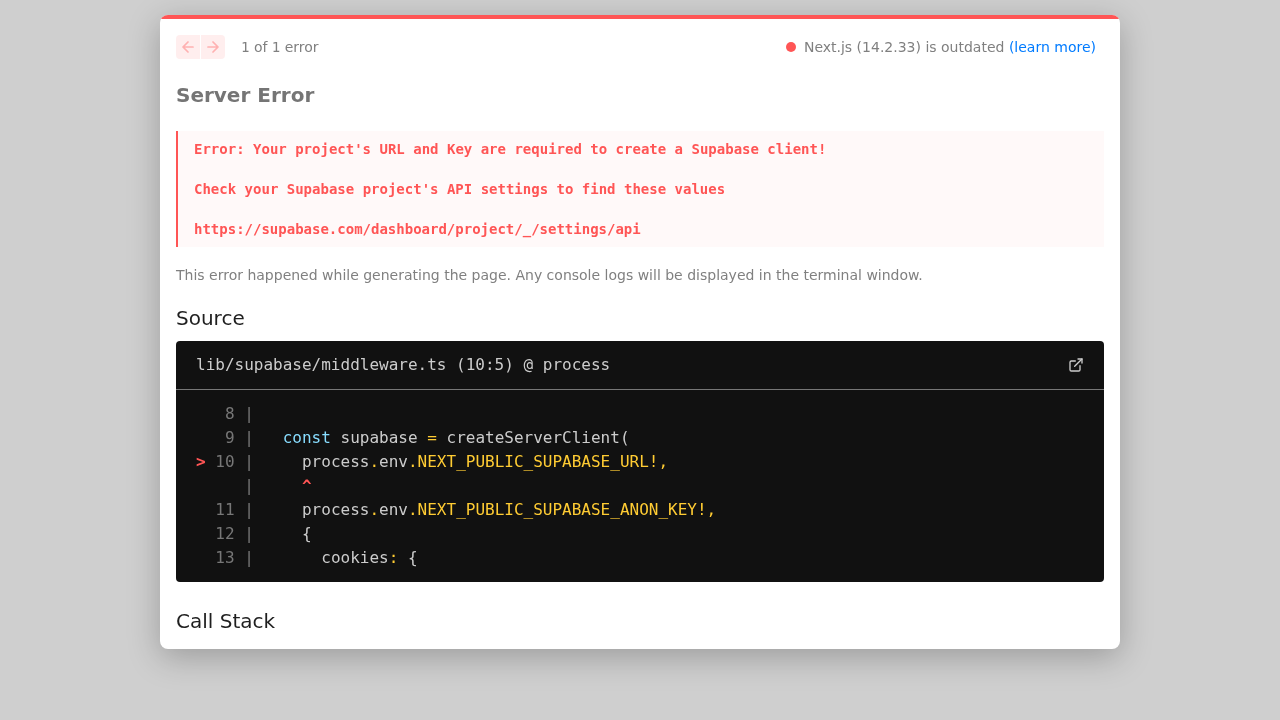 1 of 1 error
Next.js (14.2.33) is outdated (learn more)
Server Error
Error: Your project's URL and Key are required to create a Supabase client!
Check your Supabase project's API settings to find these values
https://supabase.com/dashboard/project/_/settings/api
This error happened while generating the page. Any console logs will be displayed in the terminal window.
Source
lib/supabase/middleware.ts (10:5) @ process
8 |
9 |   const supabase = createServerClient(
> 10 |     process.env.NEXT_PUBLIC_SUPABASE_URL!,
|     ^
11 |     process.env.NEXT_PUBLIC_SUPABASE_ANON_KEY!,
12 |     {
13 |       cookies: {
Call Stack